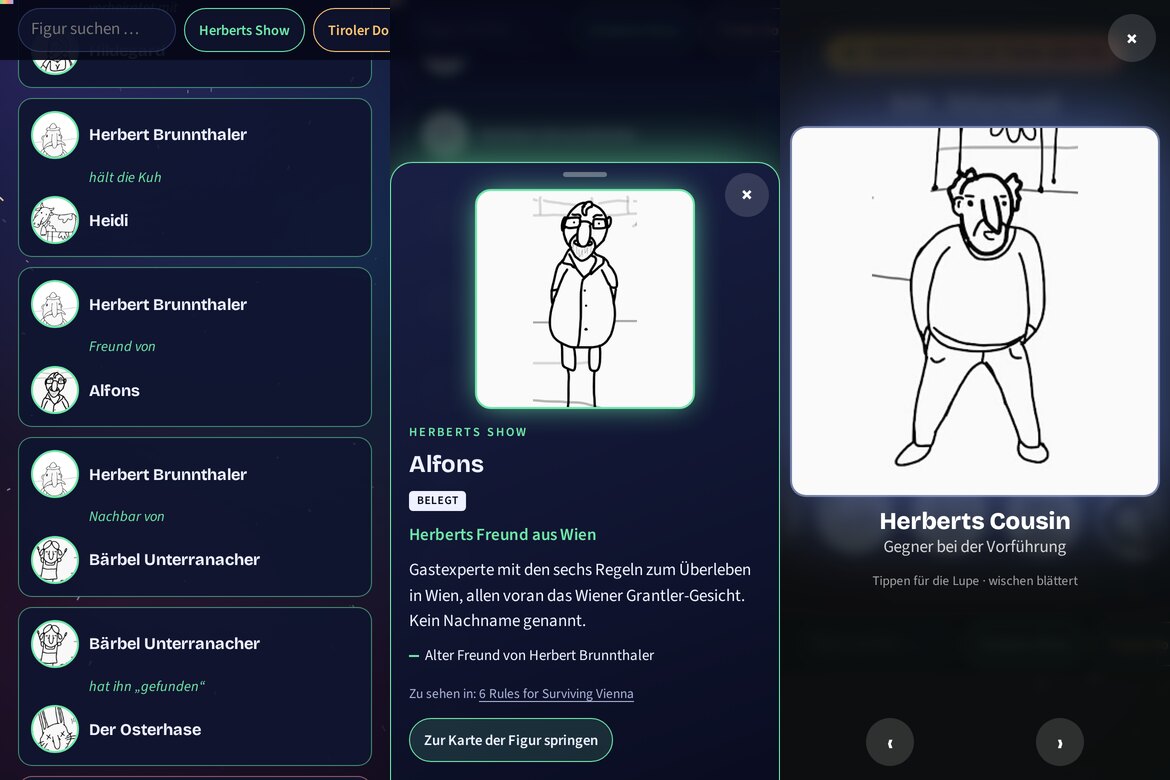 Figur suchen …
Herberts Show
Tiroler Do
Hildegard
Herbert Brunnthaler
hält die Kuh
Heidi
Herbert Brunnthaler
Freund von
Alfons
Herbert Brunnthaler
Nachbar von
Bärbel Unterranacher
Bärbel Unterranacher
hat ihn „gefunden“
Der Osterhase
HERBERTS SHOW
Alfons
BELEGT
Herberts Freund aus Wien
Gastexperte mit den sechs Regeln zum Überleben
in Wien, allen voran das Wiener Grantler-Gesicht.
Kein Nachname genannt.
Alter Freund von Herbert Brunnthaler
Zu sehen in: 6 Rules for Surviving Vienna
Zur Karte der Figur springen
Herberts Cousin
Gegner bei der Vorführung
Tippen für die Lupe · wischen blättert